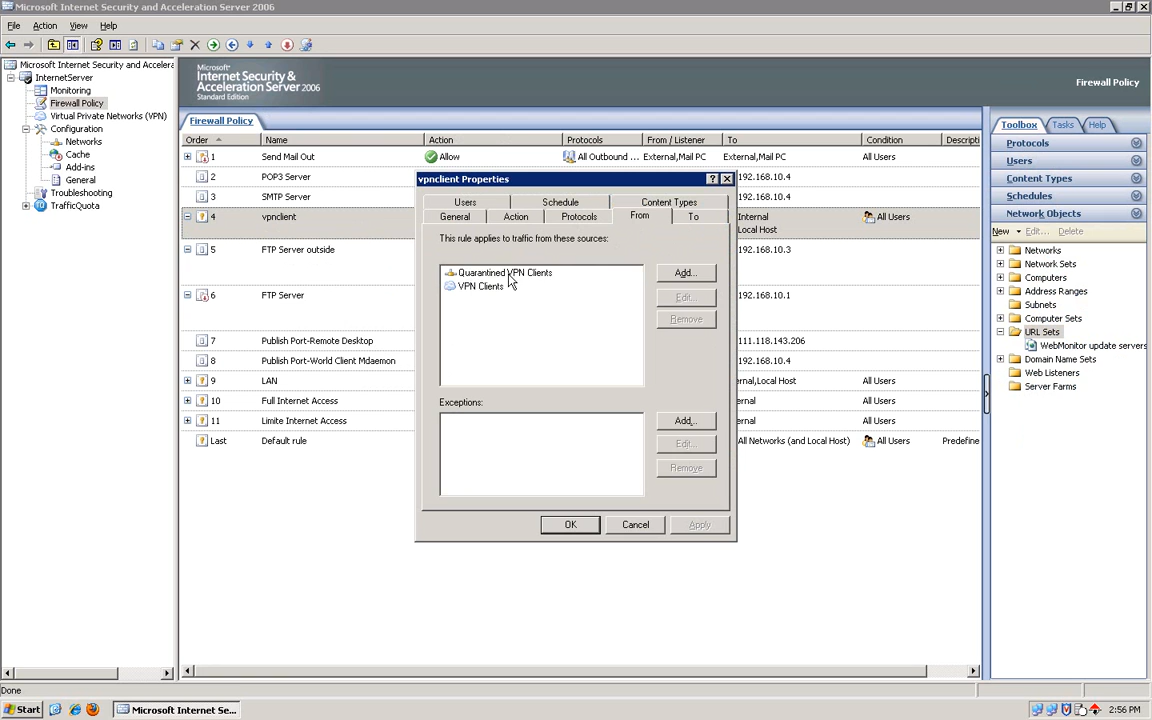 Microsoft Internet Security and Acceleration Server 2006
File Action View Help
Microsoft Internet Security and Accelera
InternetServer
Monitoring
Firewall Policy
Virtual Private Networks (VPN)
Configuration
Networks
Cache
Add-ins
General
Troubleshooting
TrafficQuota
Microsoft®
Internet Security &
Acceleration Server 2006
Standard Edition
Firewall Policy
Firewall Policy
Order Name Action Protocols From / Listener To Condition Descripti
1 Send Mail Out Allow All Outbound ... External,Mail PC External,Mail PC All Users
2 POP3 Server 192.168.10.4
3 SMTP Server 192.168.10.4
4 vpnclient Internal All Users
Local Host
5 FTP Server outside 192.168.10.3
6 FTP Server 192.168.10.1
7 Publish Port-Remote Desktop 111.118.143.206
8 Publish Port-World Client Mdaemon 192.168.10.4
9 LAN ernal,Local Host All Users
10 Full Internet Access ernal All Users
11 Limite Internet Access ernal All Users
Last Default rule All Networks (and Local Host) All Users Predefine
vpnclient Properties
Users Schedule Content Types
General Action Protocols From To
This rule applies to traffic from these sources:
Quarantined VPN Clients
VPN Clients
Add...
Edit...
Remove
Exceptions:
Add...
Edit...
Remove
OK Cancel Apply
Toolbox Tasks Help
Protocols
Users
Content Types
Schedules
Network Objects
New Edit... Delete
Networks
Network Sets
Computers
Address Ranges
Subnets
Computer Sets
URL Sets
WebMonitor update servers
Domain Name Sets
Web Listeners
Server Farms
Done
Start Microsoft Internet Se... 2:56 PM